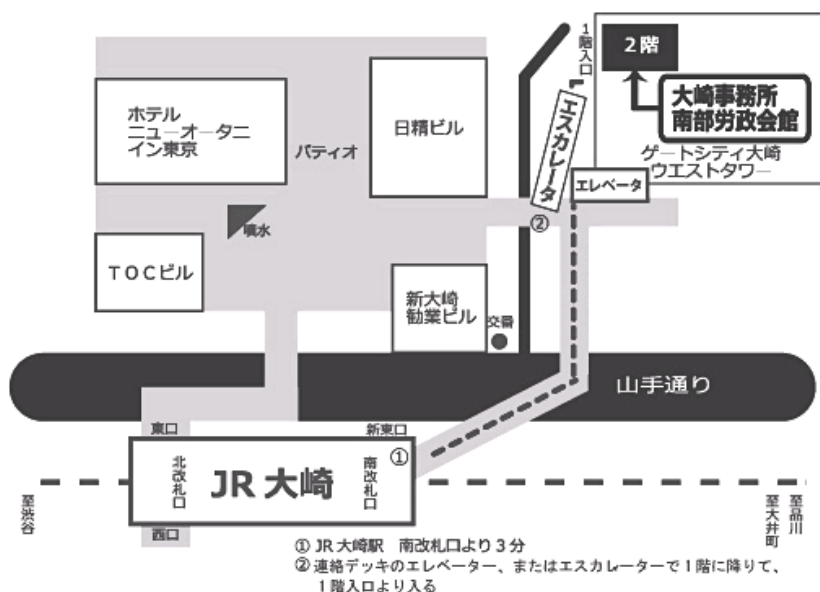 ホテル
ニューオータニ
イン東京
パティオ
日精ビル
1階入口
エスカレータ
2階
大崎事務所
南部労政会館
ゲートシティ大崎
ウエストタワー
エレベータ
②
噴水
TOCビル
新大崎
勧業ビル
交番
山手通り
東口
新東口
北改札口
JR大崎
南改札口
①
西口
至渋谷
至大井町
至品川
① JR大崎駅 南改札口より3分
② 連絡デッキのエレベーター、またはエスカレーターで1階に降りて、
1階入口より入る